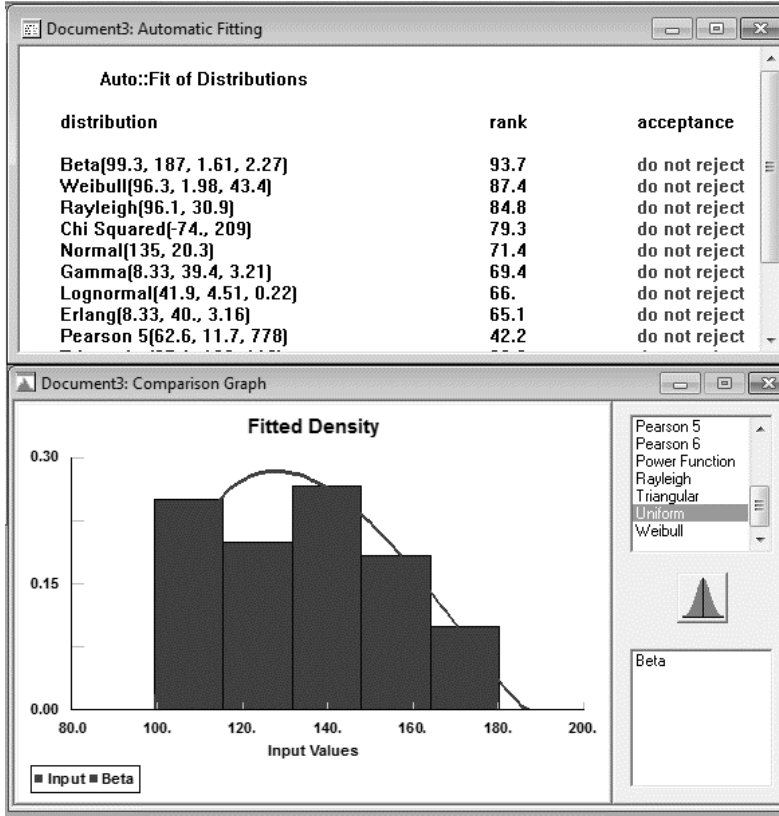 Document3: Automatic Fitting
Auto::Fit of Distributions
distribution rank acceptance
Beta(99.3, 187, 1.61, 2.27) 93.7 do not reject
Weibull(96.3, 1.98, 43.4) 87.4 do not reject
Rayleigh(96.1, 30.9) 84.8 do not reject
Chi Squared(-74., 209) 79.3 do not reject
Normal(135, 20.3) 71.4 do not reject
Gamma(8.33, 39.4, 3.21) 69.4 do not reject
Lognormal(41.9, 4.51, 0.22) 66. do not reject
Erlang(8.33, 40., 3.16) 65.1 do not reject
Pearson 5(62.6, 11.7, 778) 42.2 do not reject
Document3: Comparison Graph
Fitted Density
0.30
0.15
0.00
80.0 100. 120. 140. 160. 180. 200.
Input Values
Input Beta
Pearson 5
Pearson 6
Power Function
Rayleigh
Triangular
Uniform
Weibull
Beta